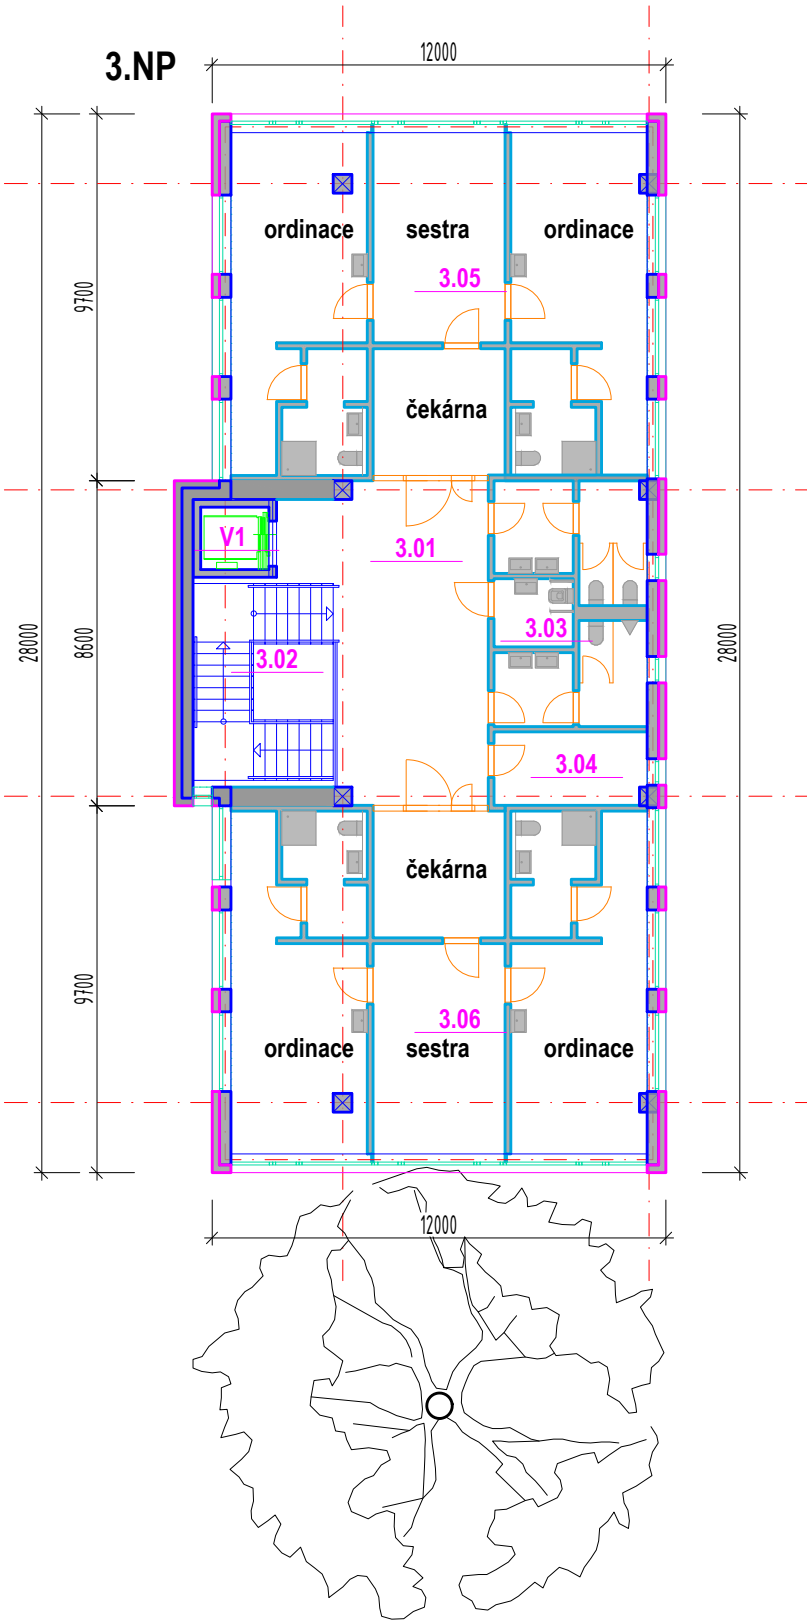 3.NP
12000
ordinace
sestra
ordinace
3.05
9700
čekárna
V1
3.01
28000
8600
3.02
3.03
28000
3.04
čekárna
9700
3.06
ordinace
sestra
ordinace
12000